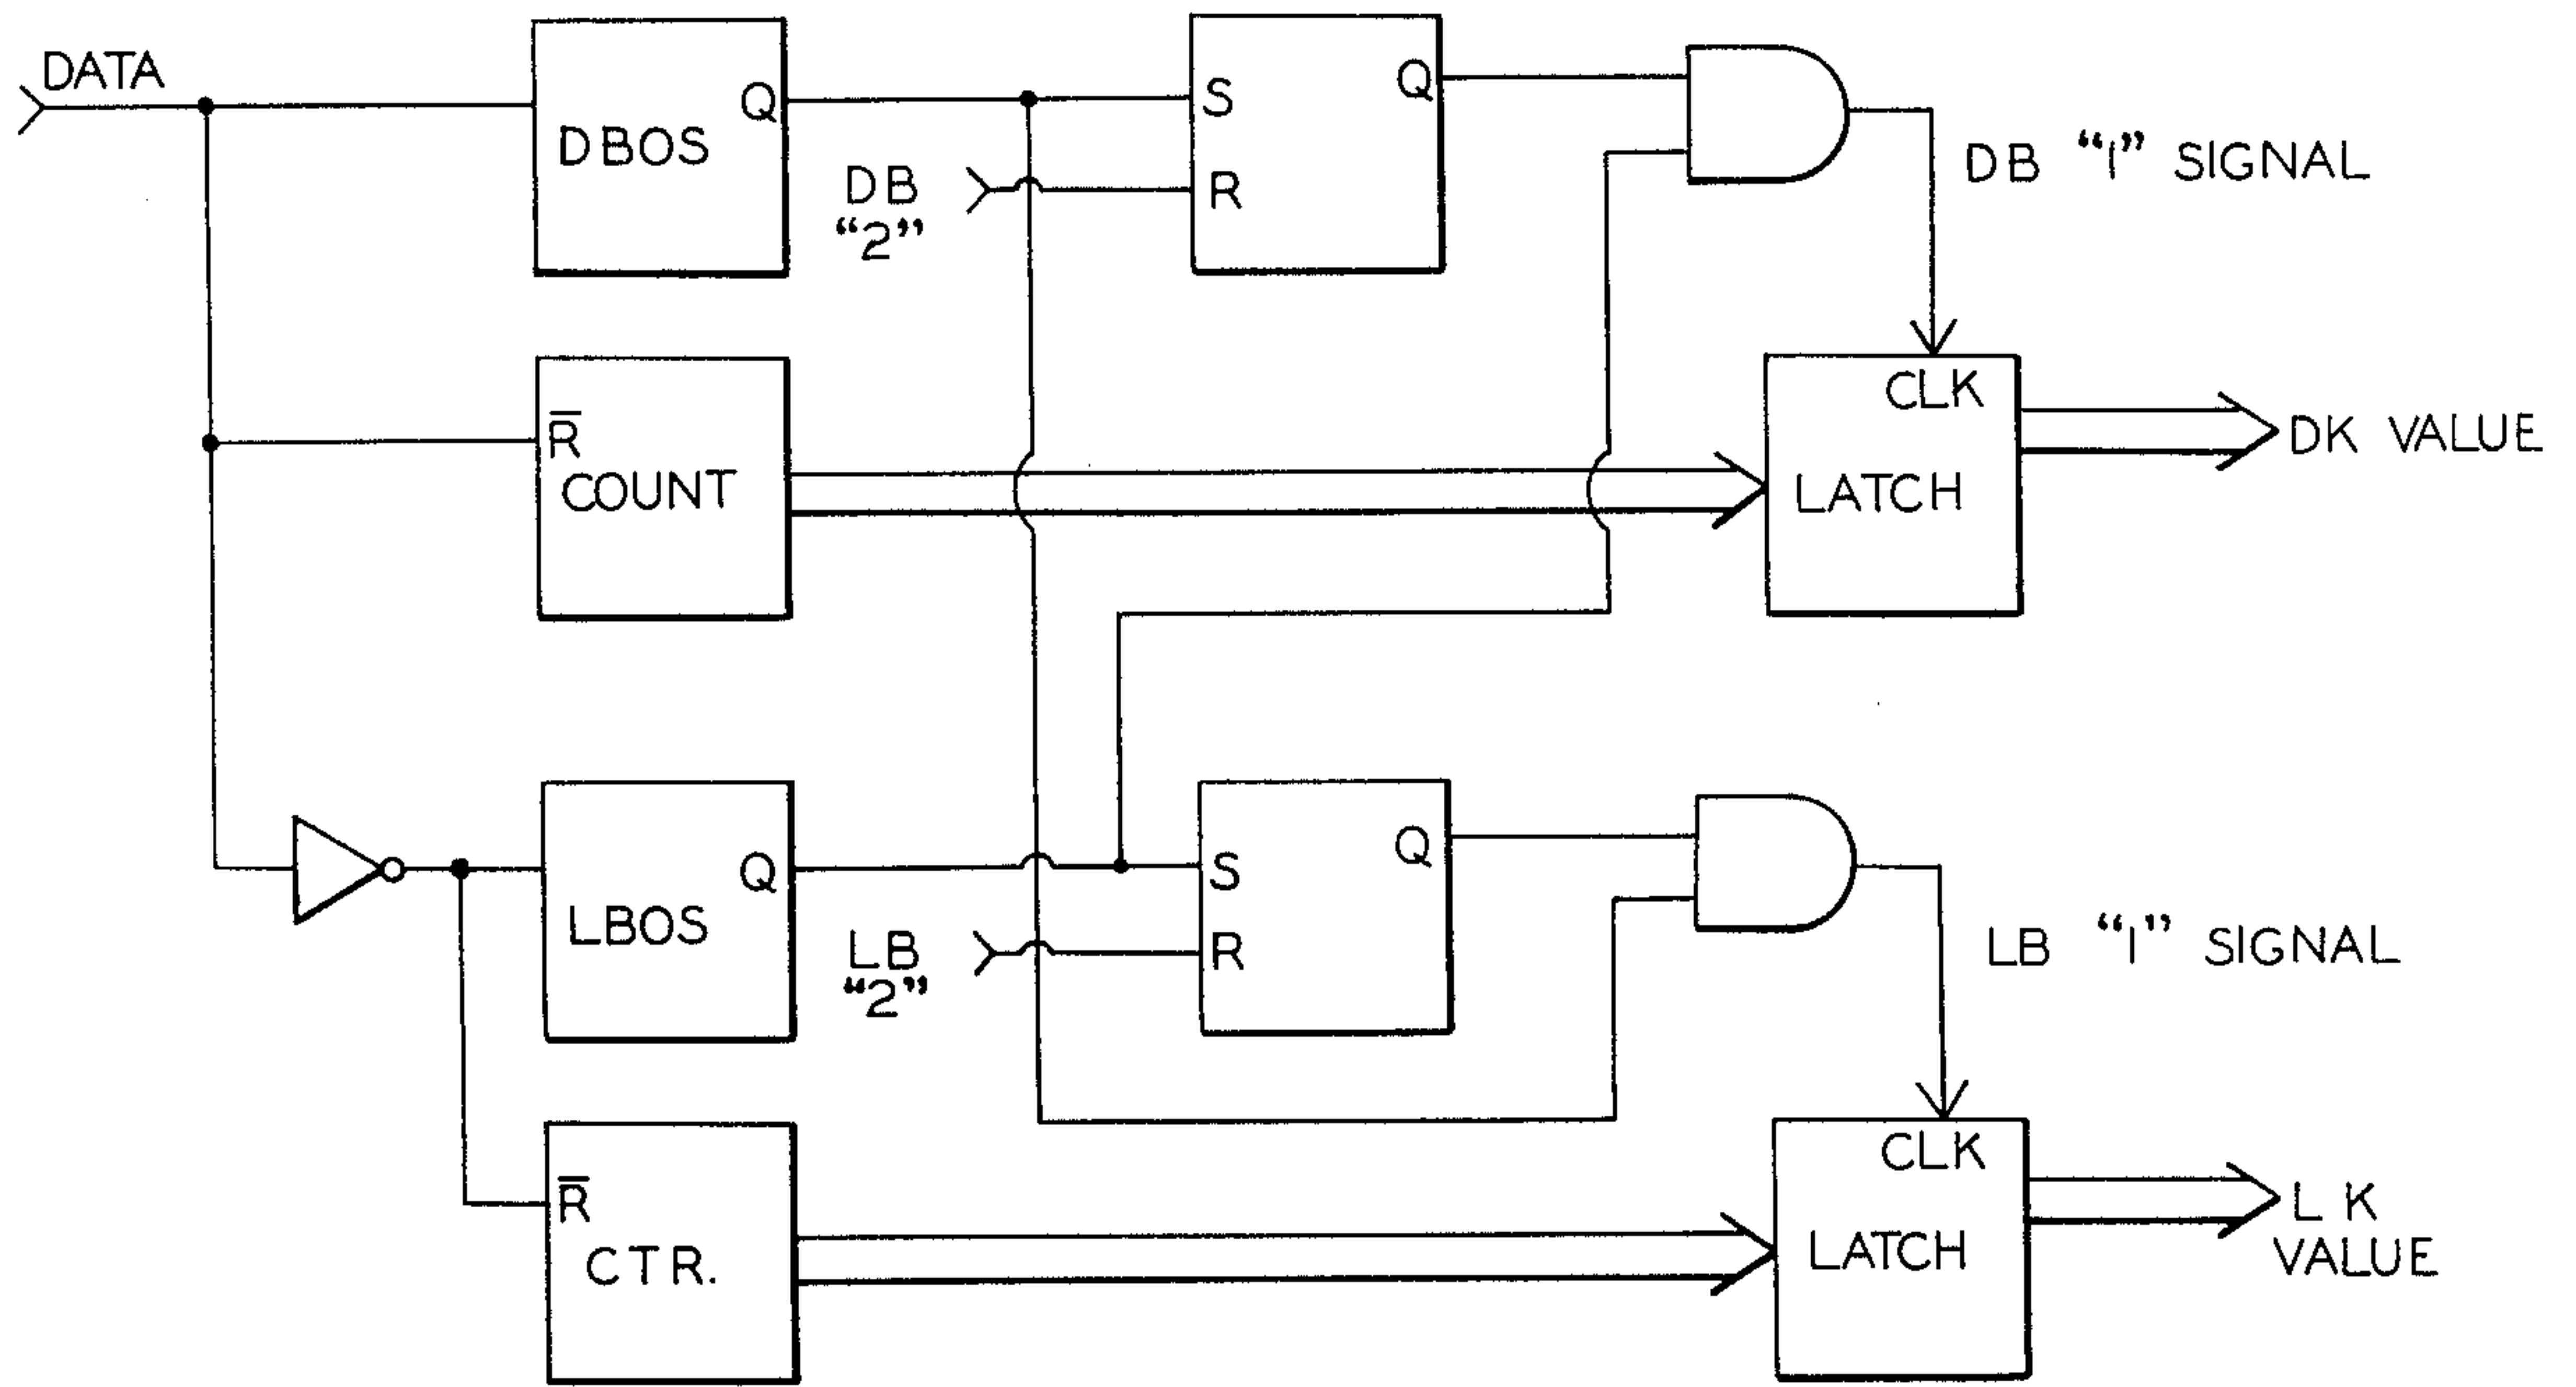 DATA
Q
DBOS
S
Q
R
DB
“2”
DB “1” SIGNAL
R̅
COUNT
CLK
LATCH
DK VALUE
Q
LBOS
S
Q
R
LB
“2”
LB “1” SIGNAL
R̅
CTR.
CLK
LATCH
LK
VALUE